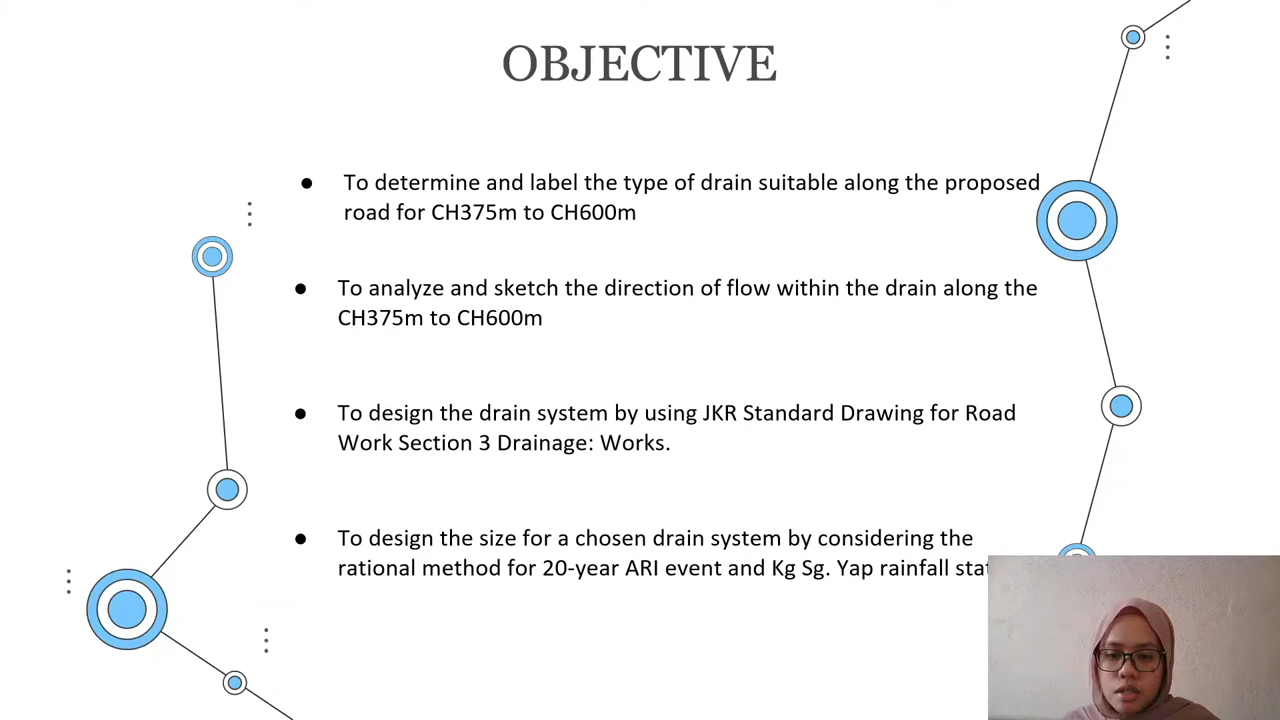 OBJECTIVE
● To determine and label the type of drain suitable along the proposed
road for CH375m to CH600m
● To analyze and sketch the direction of flow within the drain along the
CH375m to CH600m
● To design the drain system by using JKR Standard Drawing for Road
Work Section 3 Drainage: Works.
● To design the size for a chosen drain system by considering the
rational method for 20-year ARI event and Kg Sg. Yap rainfall